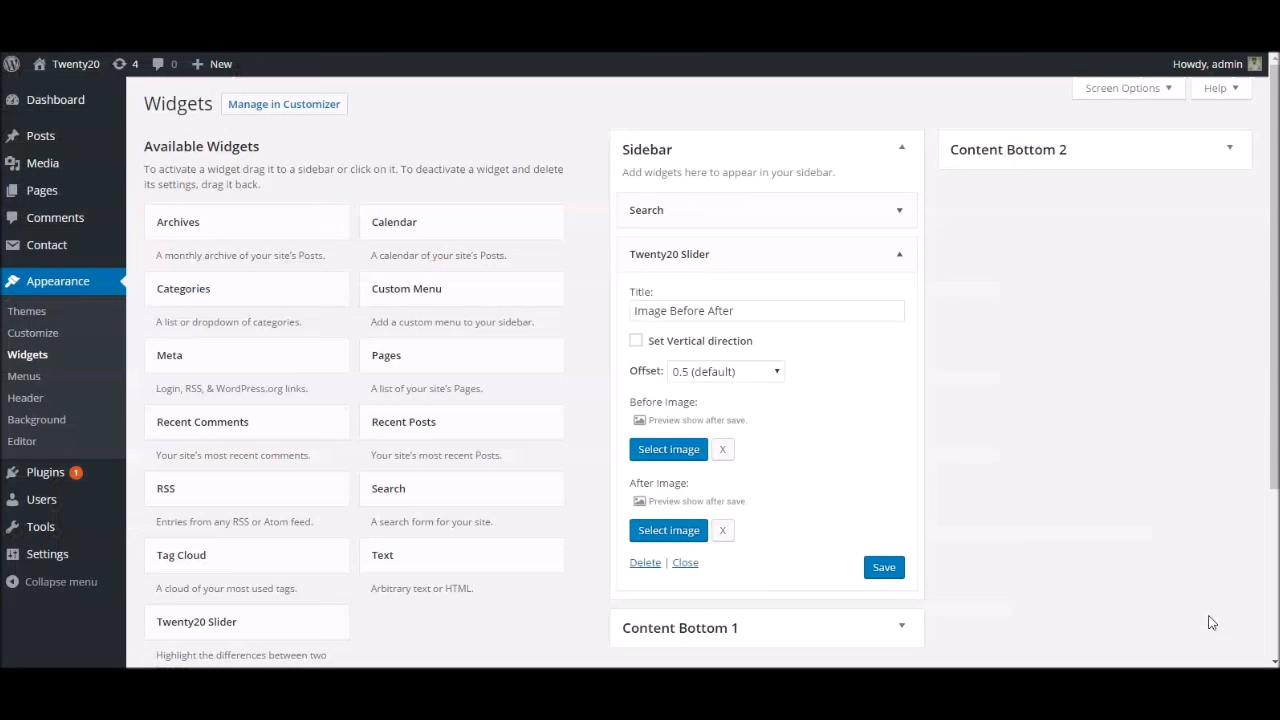 Twenty20 4 0 New Howdy, admin
Dashboard
Posts
Media
Pages
Comments
Contact
Appearance
Themes
Customize
Widgets
Menus
Header
Background
Editor
Plugins 1
Users
Tools
Settings
Collapse menu
Screen Options Help
Widgets Manage in Customizer
Available Widgets
To activate a widget drag it to a sidebar or click on it. To deactivate a widget and delete
its settings, drag it back.
Archives
A monthly archive of your site's Posts.
Calendar
A calendar of your site's Posts.
Categories
A list or dropdown of categories.
Custom Menu
Add a custom menu to your sidebar.
Meta
Login, RSS, & WordPress.org links.
Pages
A list of your site's Pages.
Recent Comments
Your site's most recent comments.
Recent Posts
Your site's most recent Posts.
RSS
Entries from any RSS or Atom feed.
Search
A search form for your site.
Tag Cloud
A cloud of your most used tags.
Text
Arbitrary text or HTML.
Twenty20 Slider
Highlight the differences between two
Sidebar
Add widgets here to appear in your sidebar.
Search
Twenty20 Slider
Title:
Image Before After
Set Vertical direction
Offset: 0.5 (default)
Before Image:
Preview show after save.
Select image X
After Image:
Preview show after save.
Select image X
Delete | Close Save
Content Bottom 1
Content Bottom 2